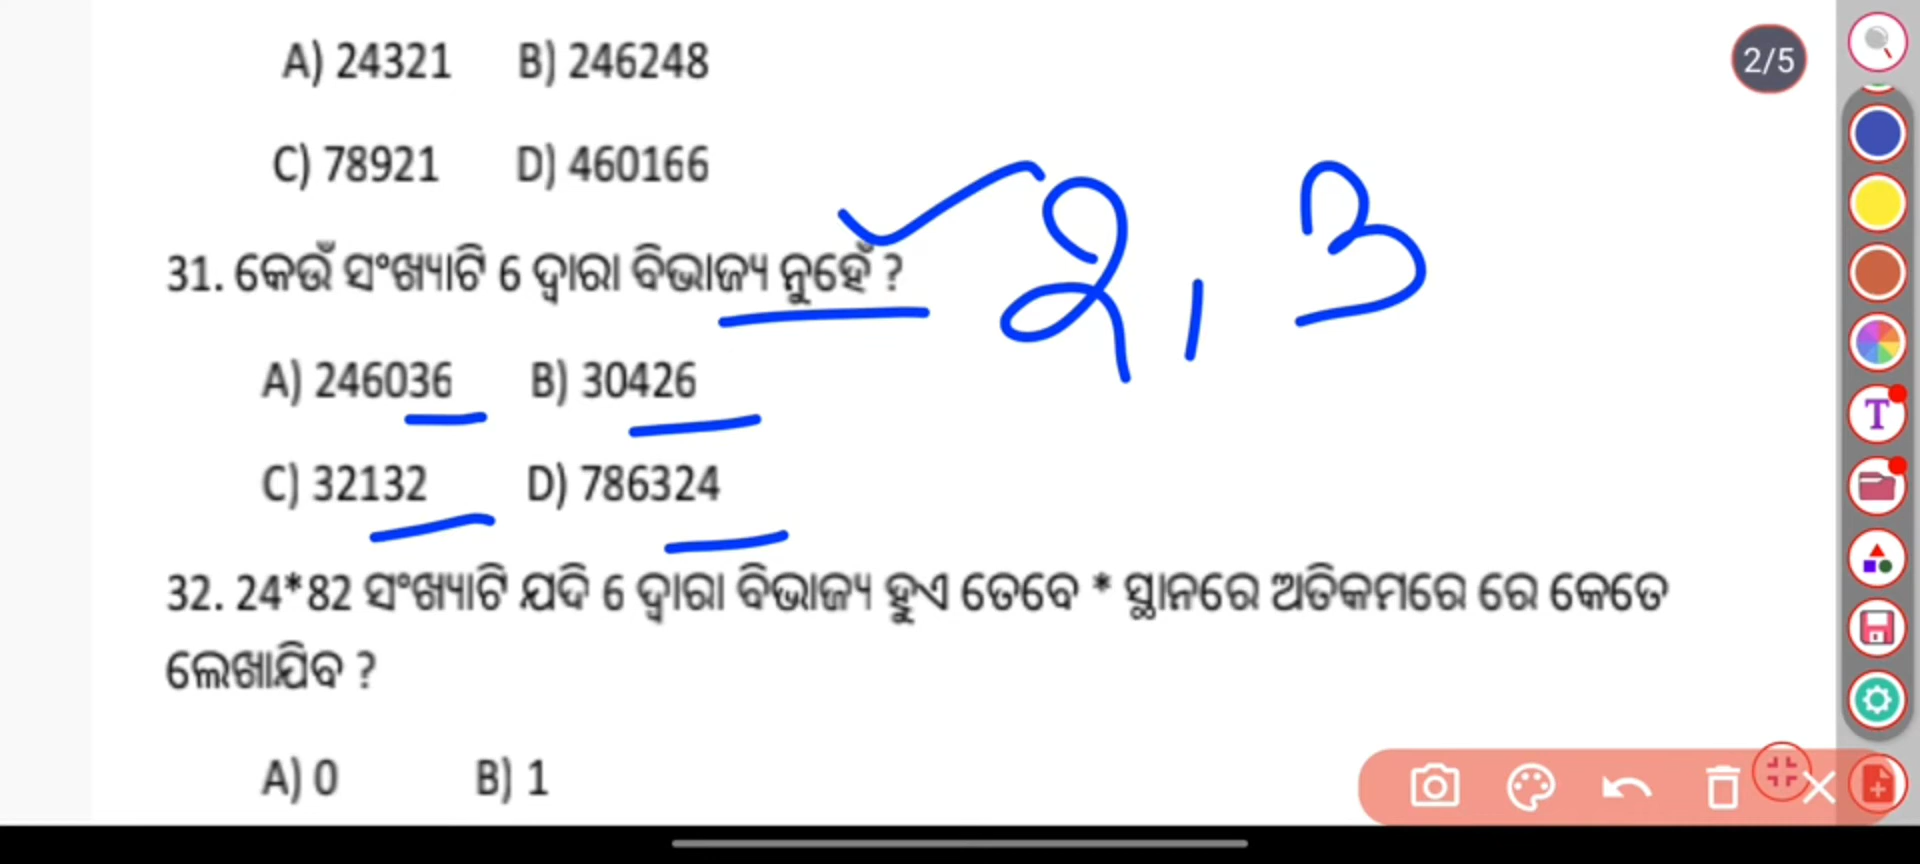 A) 24321 B) 246248
2/5
C) 78921 D) 460166
2, 3
31. କେଉଁ ସଂଖ୍ୟାଟି 6 ଦ୍ୱାରା ବିଭାଜ୍ୟ ନୁହେଁ ?
A) 246036 B) 30426
C) 32132 D) 786324
32. 24*82 ସଂଖ୍ୟାଟି ଯଦି 6 ଦ୍ୱାରା ବିଭାଜ୍ୟ ହୁଏ ତେବେ * ସ୍ଥାନରେ ଅତିକମରେ ରେ କେତେ
ଲେଖାଯିବ ?
A) 0 B) 1
T